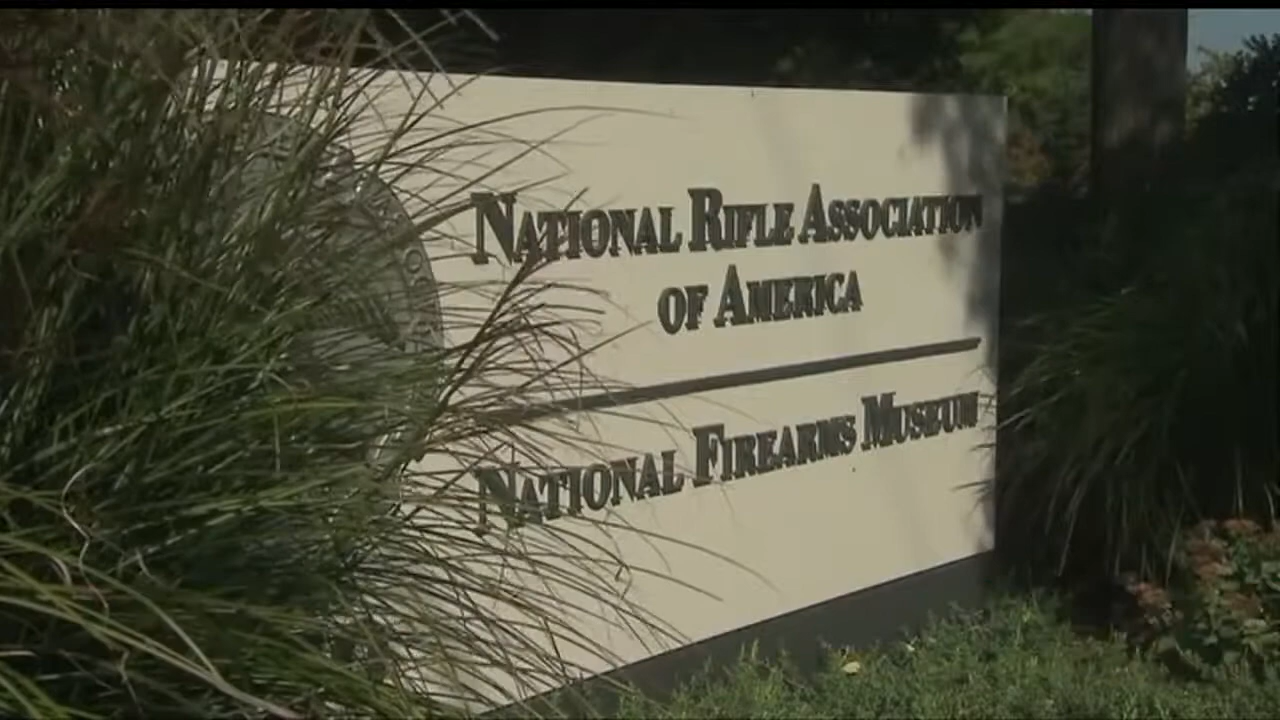 National Rifle Association
of America
National Firearms Museum